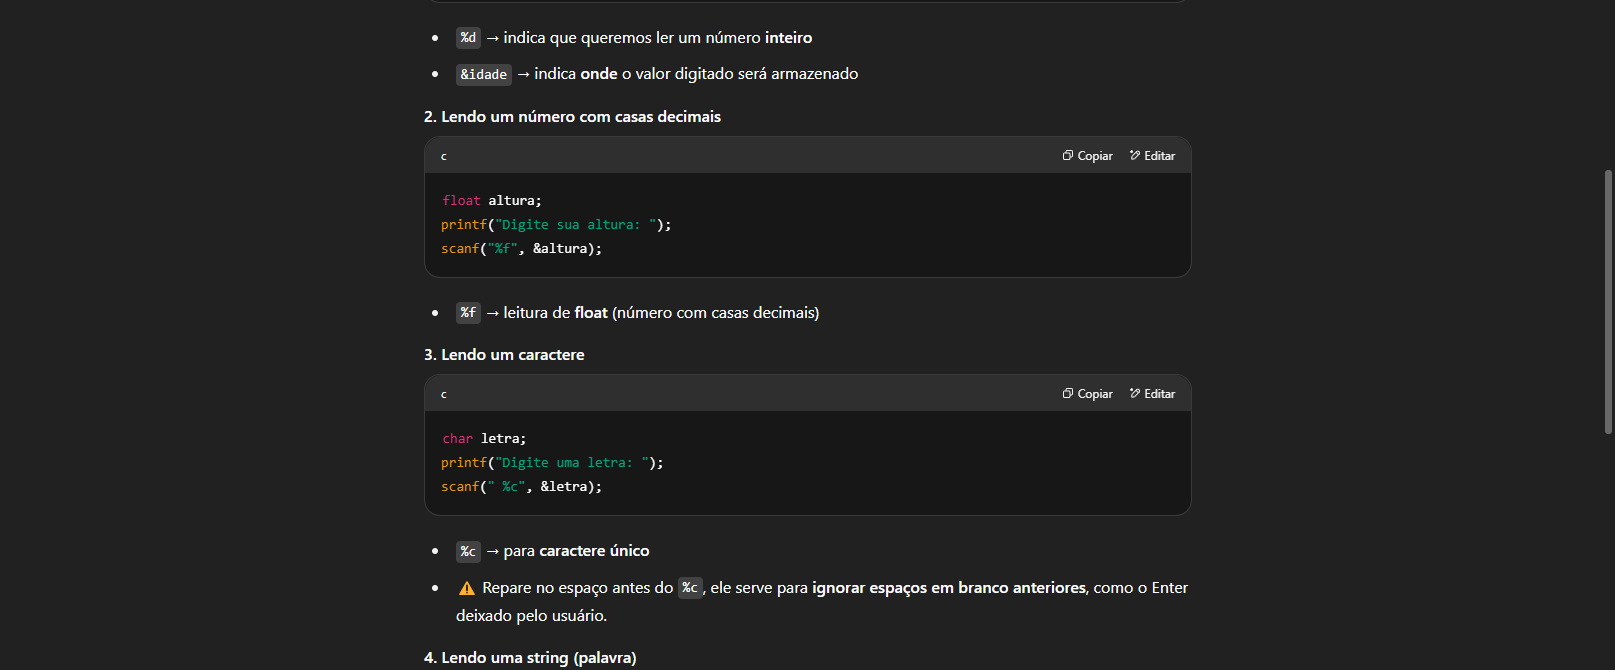 • %d → indica que queremos ler um número inteiro
• &idade → indica onde o valor digitado será armazenado
2. Lendo um número com casas decimais
c Copiar Editar
float altura;
printf("Digite sua altura: ");
scanf("%f", &altura);
• %f → leitura de float (número com casas decimais)
3. Lendo um caractere
c Copiar Editar
char letra;
printf("Digite uma letra: ");
scanf(" %c", &letra);
• %c → para caractere único
• ⚠️ Repare no espaço antes do %c, ele serve para ignorar espaços em branco anteriores, como o Enter
deixado pelo usuário.
4. Lendo uma string (palavra)